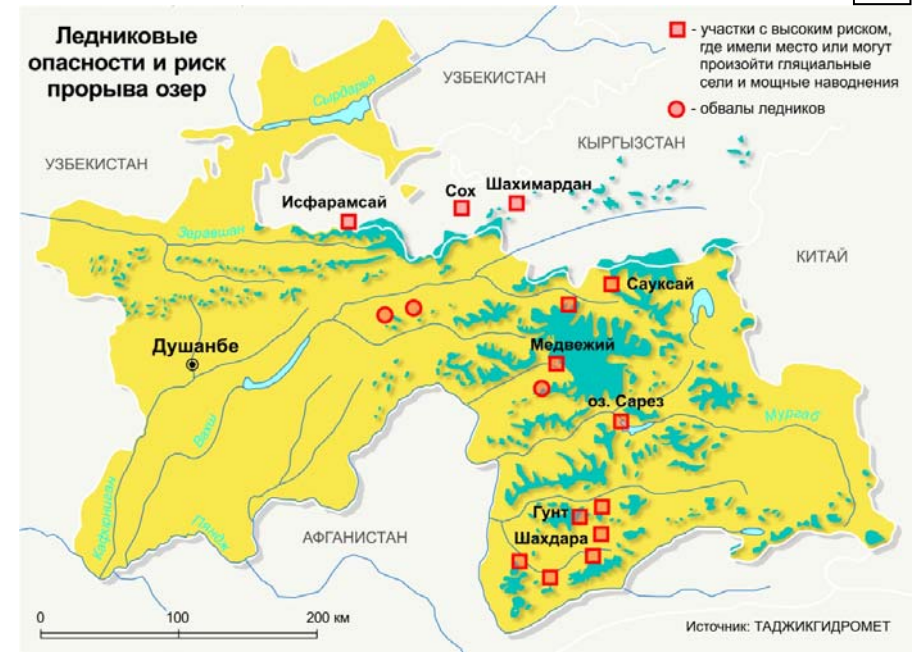 Ледниковые
опасности и риск
прорыва озер
- участки с высоким риском,
где имели место или могут
произойти гляциальные
сели и мощные наводнения
- обвалы ледников
УЗБЕКИСТАН
Сырдарья
КЫРГЫЗСТАН
УЗБЕКИСТАН
Исфарамсай
Сох
Шахимардан
Заравшан
КИТАЙ
Сауксай
Душанбе
Медвежий
оз. Сарез
Мургаб
Вахш
Кафирниган
Пяндж
АФГАНИСТАН
Гунт
Шахдара
0 100 200 км
Источник: ТАДЖИКГИДРОМЕТ